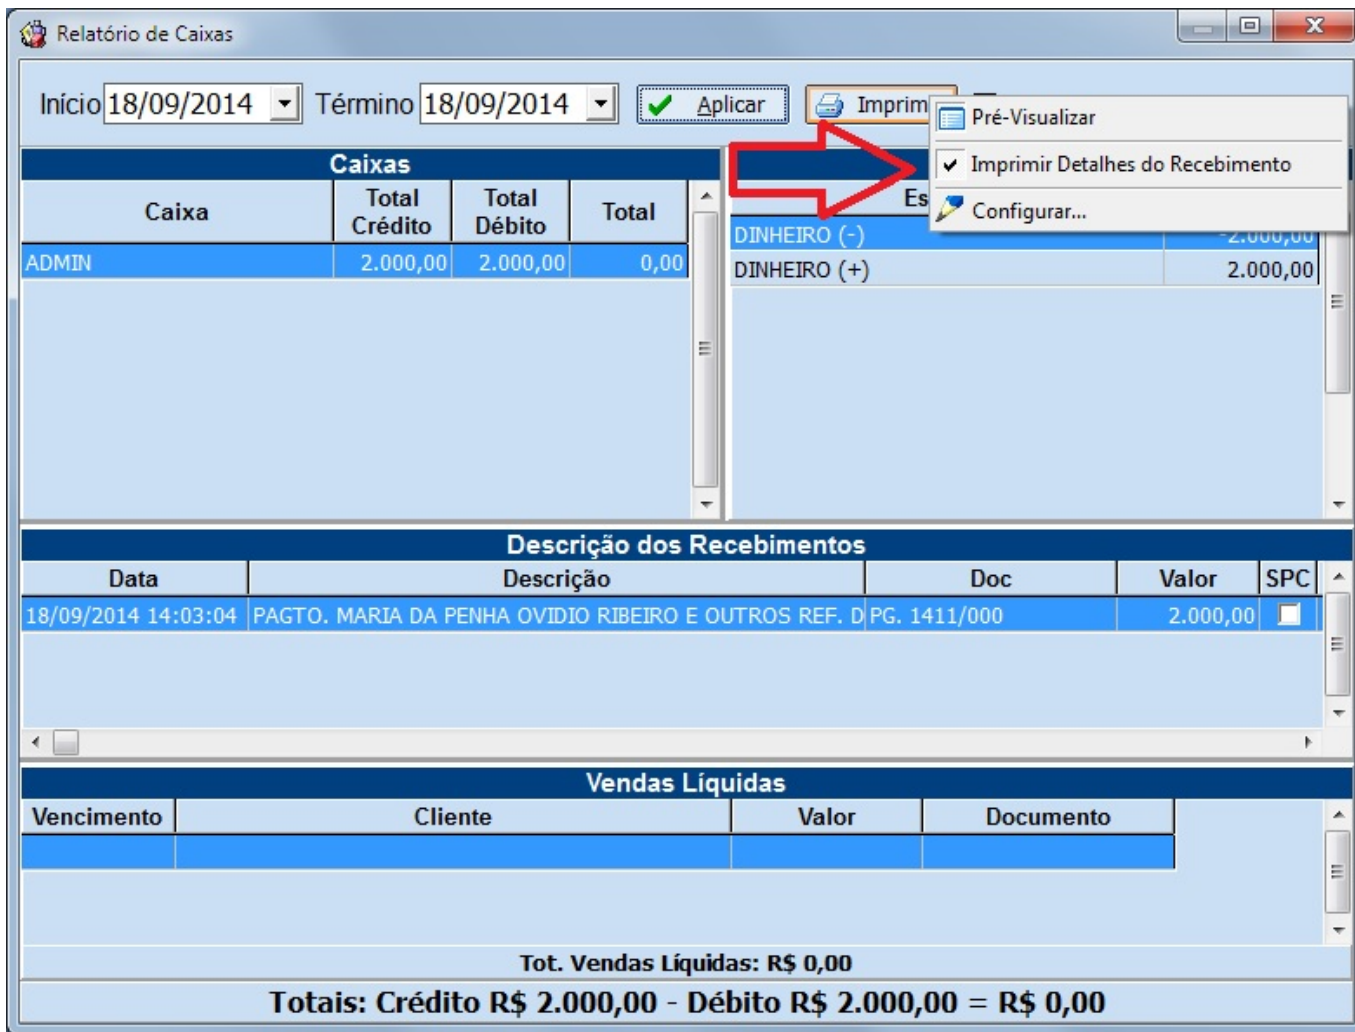 Relatório de Caixas
Início 18/09/2014 Término 18/09/2014 Aplicar Imprim
Pré-Visualizar
Imprimir Detalhes do Recebimento
Configurar...
Caixas
Caixa Total Crédito Total Débito Total
ADMIN 2.000,00 2.000,00 0,00
Es
DINHEIRO (-) -2.000,00
DINHEIRO (+) 2.000,00
Descrição dos Recebimentos
Data Descrição Doc Valor SPC
18/09/2014 14:03:04 PAGTO. MARIA DA PENHA OVIDIO RIBEIRO E OUTROS REF. D PG. 1411/000 2.000,00
Vendas Líquidas
Vencimento Cliente Valor Documento
Tot. Vendas Líquidas: R$ 0,00
Totais: Crédito R$ 2.000,00 - Débito R$ 2.000,00 = R$ 0,00